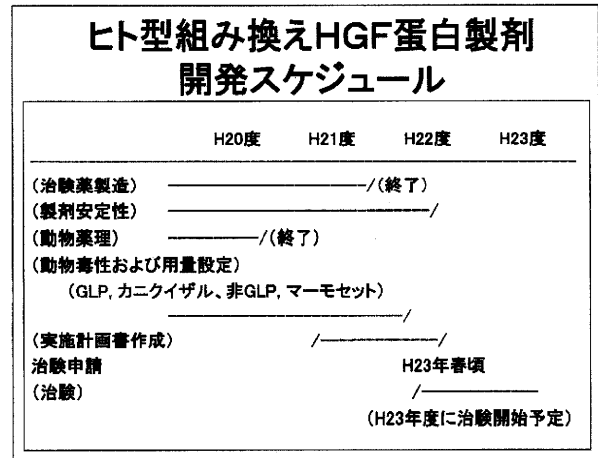 ヒト型組み換えHGF蛋白製剤
開発スケジュール
H20度 H21度 H22度 H23度
(治験薬製造) /(終了)
(製剤安定性) /
(動物薬理) /(終了)
(動物毒性および用量設定)
(GLP, カニクイザル、非GLP, マーモセット)
/
(実施計画書作成) / /
治験申請 H23年春頃
(治験) /
(H23年度に治験開始予定)